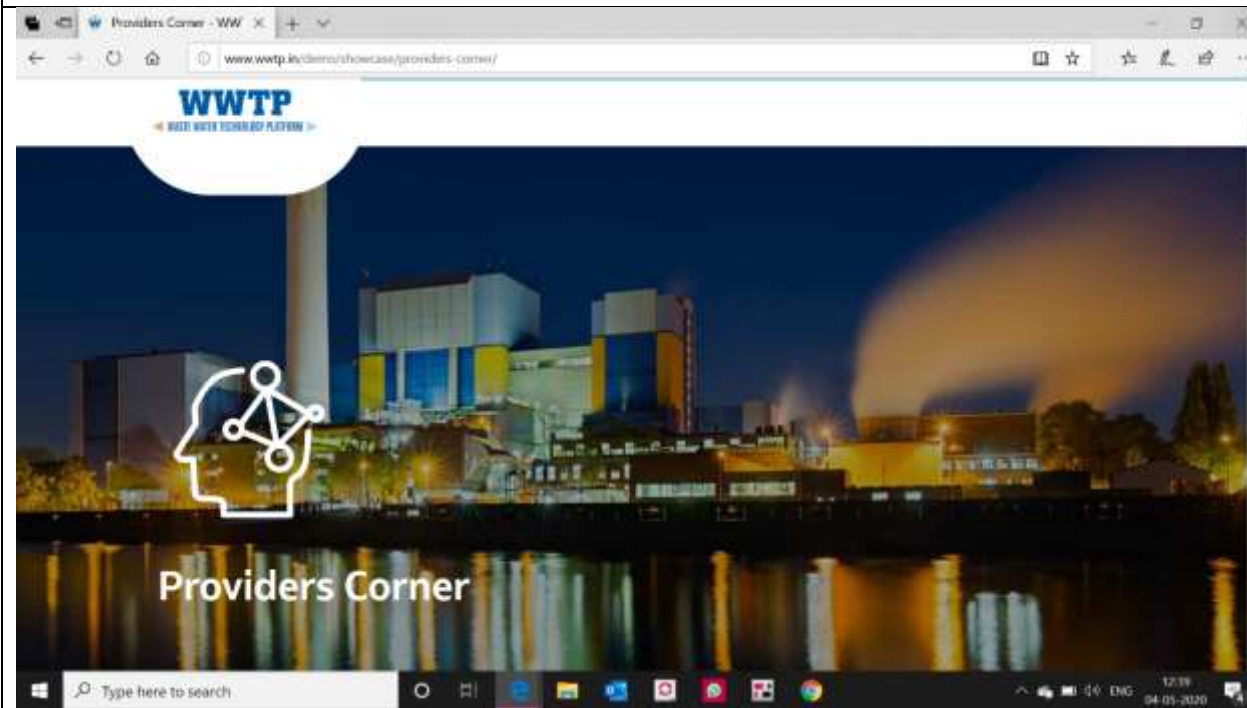 Providers Corner - WW
www.wwtp.in/demo/showcase/providers-corner/
WWTP
WASTE WATER TECHNOLOGY PLATFORM
Providers Corner
Type here to search
ENG
12:39
04-05-2020